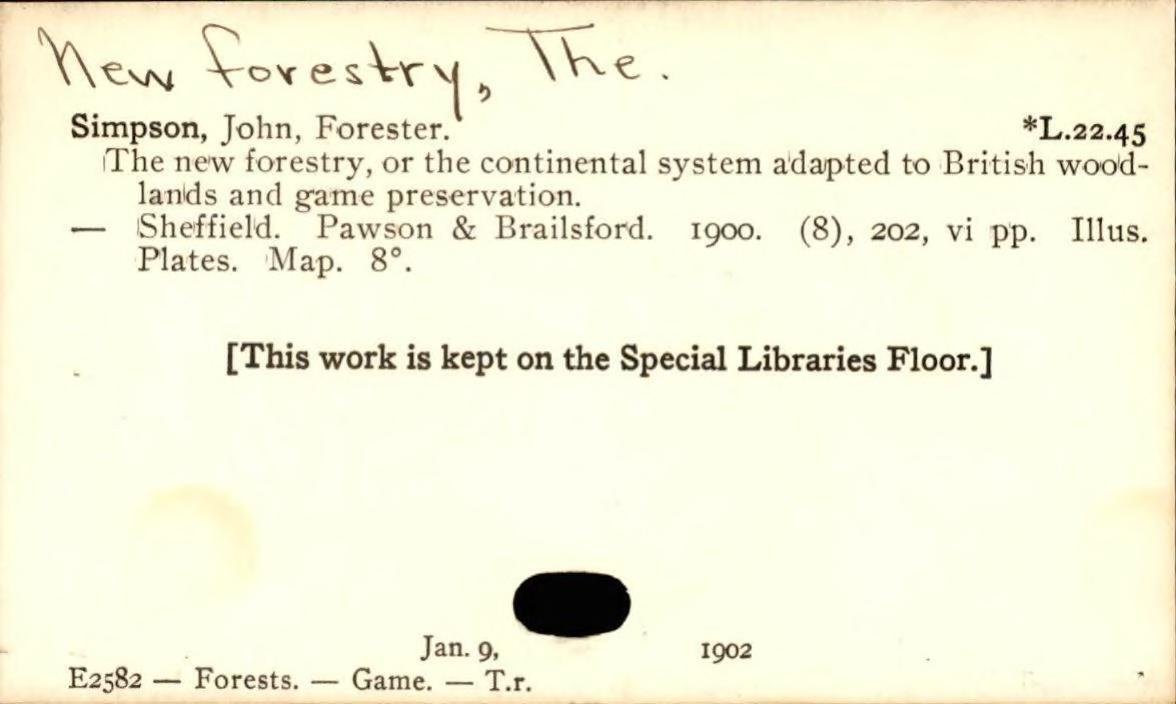 New forestry, The.
Simpson, John, Forester. *L.22.45
The new forestry, or the continental system adapted to British wood-
lands and game preservation.
— Sheffield. Pawson & Brailsford. 1900. (8), 202, vi pp. Illus.
Plates. Map. 8°.
[This work is kept on the Special Libraries Floor.]
Jan. 9, 1902
E2582 — Forests. — Game. — T.r.